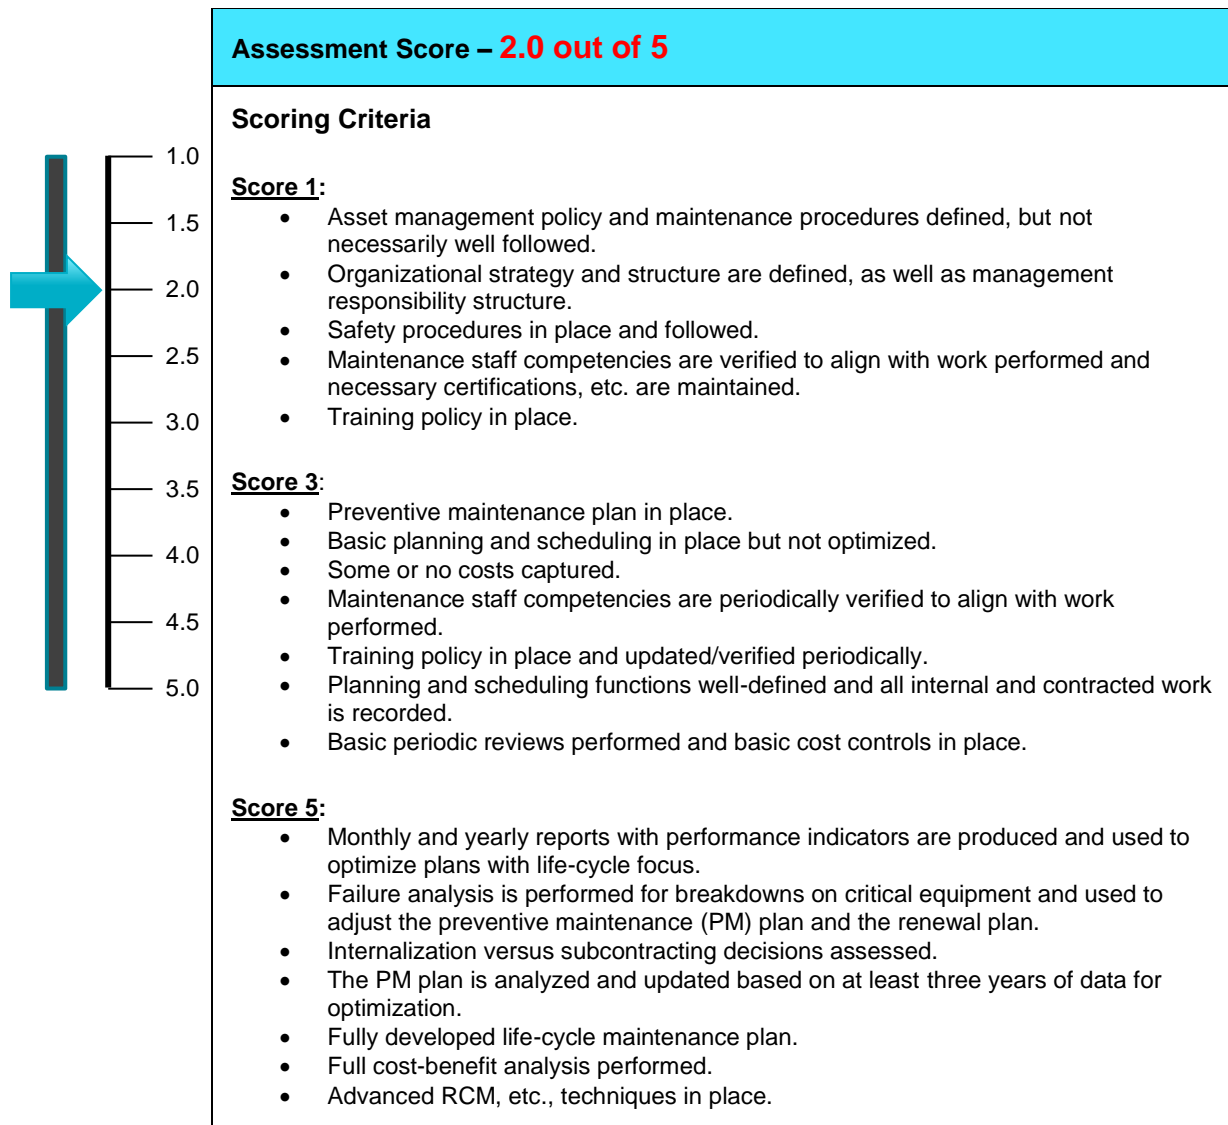 Assessment Score – 2.0 out of 5
Scoring Criteria
1.0
1.5
2.0
2.5
3.0
3.5
4.0
4.5
5.0
Score 1:
• Asset management policy and maintenance procedures defined, but not
necessarily well followed.
• Organizational strategy and structure are defined, as well as management
responsibility structure.
• Safety procedures in place and followed.
• Maintenance staff competencies are verified to align with work performed and
necessary certifications, etc. are maintained.
• Training policy in place.
Score 3:
• Preventive maintenance plan in place.
• Basic planning and scheduling in place but not optimized.
• Some or no costs captured.
• Maintenance staff competencies are periodically verified to align with work
performed.
• Training policy in place and updated/verified periodically.
• Planning and scheduling functions well-defined and all internal and contracted work
is recorded.
• Basic periodic reviews performed and basic cost controls in place.
Score 5:
• Monthly and yearly reports with performance indicators are produced and used to
optimize plans with life-cycle focus.
• Failure analysis is performed for breakdowns on critical equipment and used to
adjust the preventive maintenance (PM) plan and the renewal plan.
• Internalization versus subcontracting decisions assessed.
• The PM plan is analyzed and updated based on at least three years of data for
optimization.
• Fully developed life-cycle maintenance plan.
• Full cost-benefit analysis performed.
• Advanced RCM, etc., techniques in place.